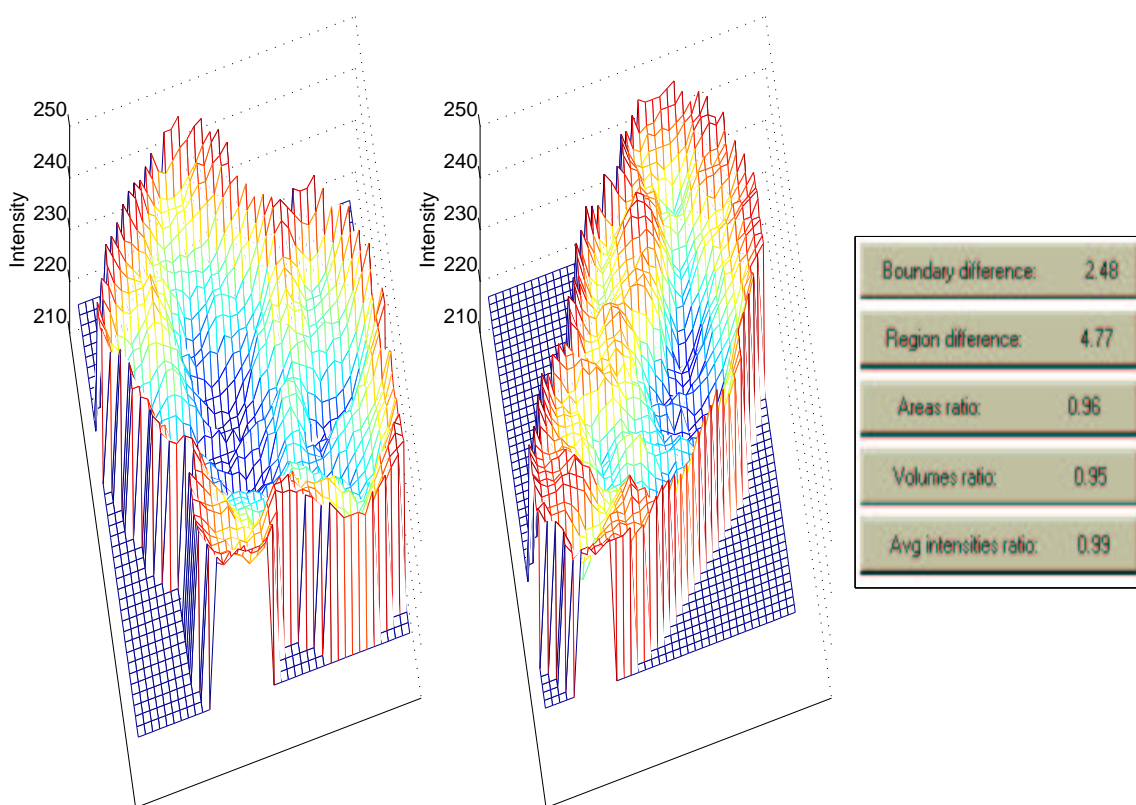 250
240
230
220
210
Intensity
250
240
230
220
210
Intensity
Boundary difference: 2.48
Region difference: 4.77
Areas ratio: 0.96
Volumes ratio: 0.95
Avg intensities ratio: 0.99